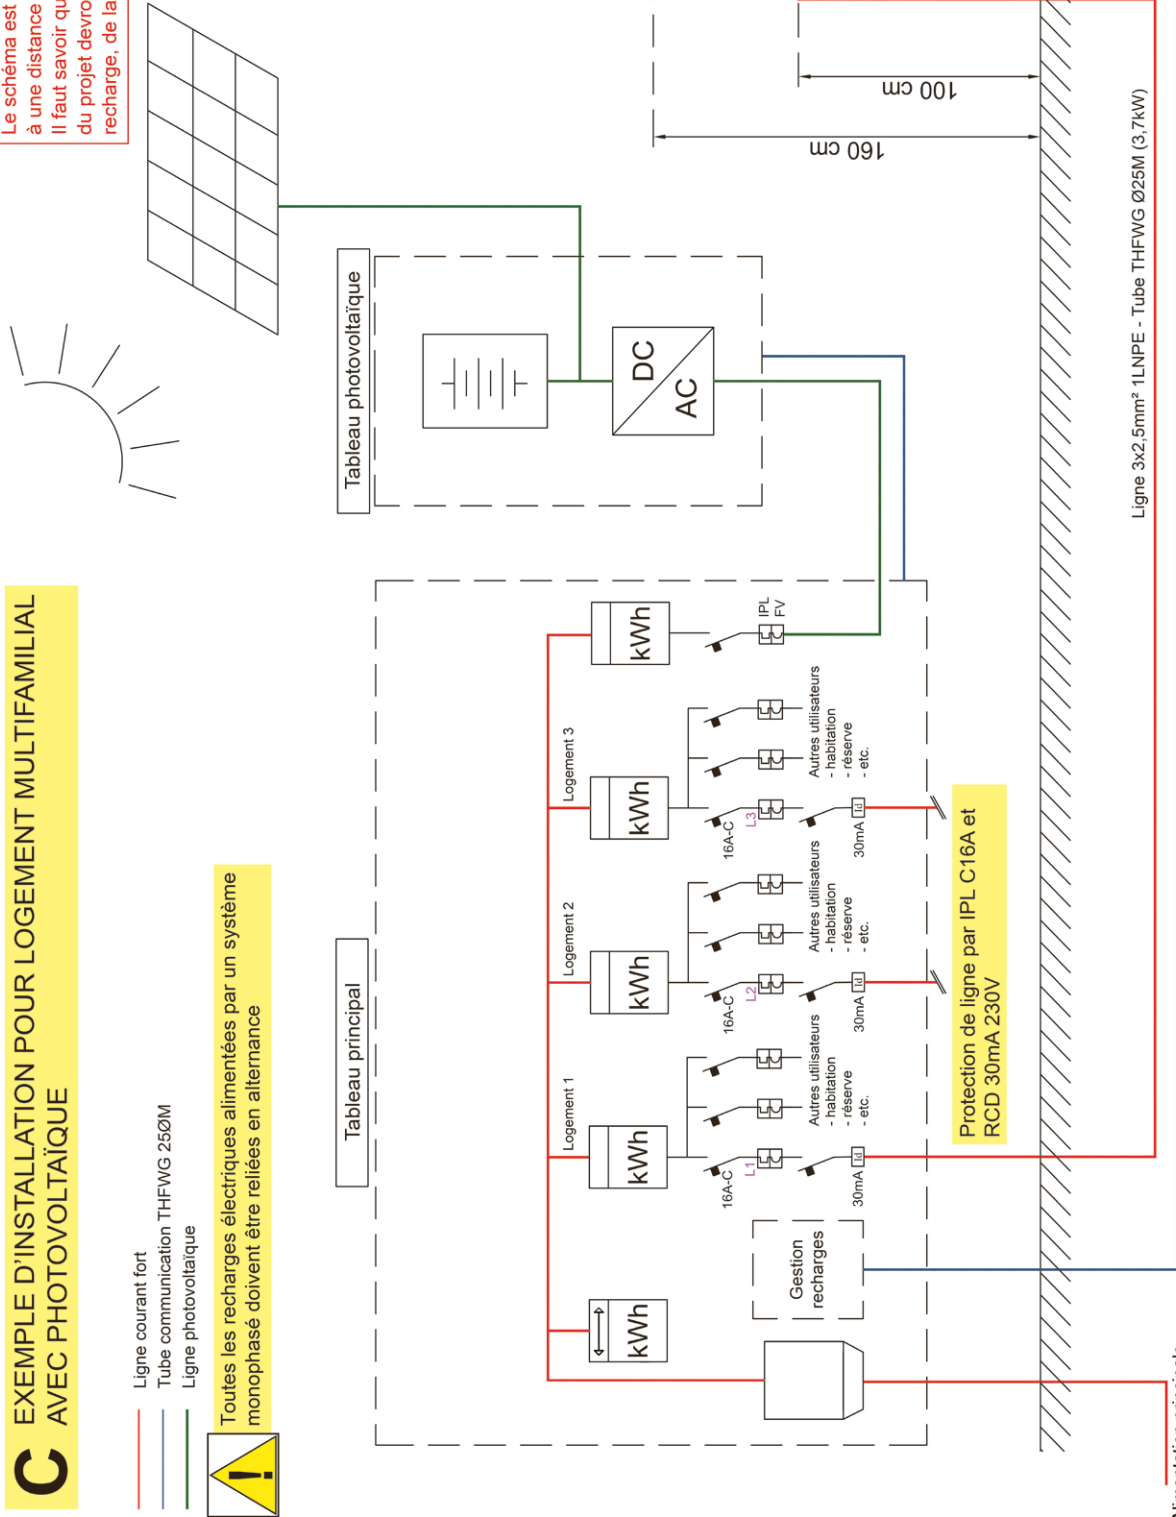 C EXEMPLE D'INSTALLATION POUR LOGEMENT MULTIFAMILIAL
AVEC PHOTOVOLTAÏQUE
Le schéma est
à une distance
Il faut savoir qu
du projet devro
recharge, de la
Ligne courant fort
Tube communication THFWG 25ØM
Ligne photovoltaïque
Toutes les recharges électriques alimentées par un système
monophasé doivent être reliées en alternance
Tableau principal
Tableau photovoltaïque
DC
AC
kWh
Gestion
recharges
Logement 1
kWh
16A-C
L1
30mA
Id
Autres utilisateurs
- habitation
- réserve
- etc.
Logement 2
kWh
16A-C
L2
30mA
Id
Autres utilisateurs
- habitation
- réserve
- etc.
Logement 3
kWh
16A-C
L3
30mA
Id
Autres utilisateurs
- habitation
- réserve
- etc.
kWh
IPL
FV
Protection de ligne par IPL C16A et
RCD 30mA 230V
160 cm
100 cm
Ligne 3x2,5mm² 1LNPE - Tube THFWG Ø25M (3,7kW)